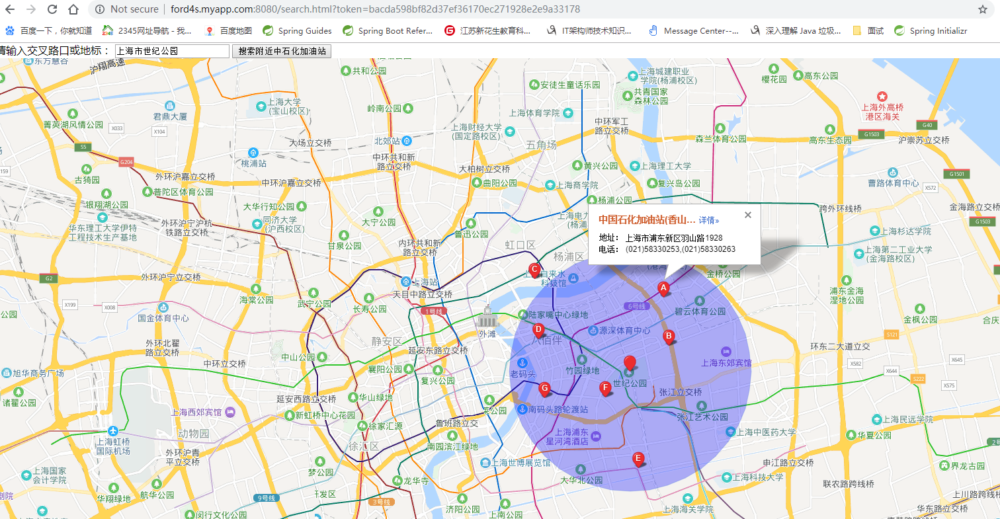 Not secure
ford4s.myapp.com:8080/search.html?token=bacda598bf82d37ef36170ec271928e2e9a33178
百度一下，你就知道
2345网址导航 - 我...
百度地图
Spring Guides
Spring Boot Refer...
江苏新花生教育科...
IT架构师技术知识...
Message Center--...
深入理解 Java 垃圾...
面试
Spring Initializr
请输入交叉路口或地标：
上海市世纪公园
搜索附近中石化加油站
东方慧谷
沪翔高速
共和公园
安徒生童话乐园
上海城建职业
学院(杨浦校区)
樱花园
高东公园
共青国家
森林公园
上海大学
(宝山校区)
岭南公园
上海体育学院
上海外高桥
港区海关
君鼎大厦
菁英湖风情公园
X033
X104
上海财经大学
(国定路校区)
中环军工
路立交桥
G40
G1503
森兰体育公园
高东生态园
沪崇苏立交桥
S5
大场立交桥
北郊站
五角场
G204
桃浦站
中环共和新
路立交桥
大柏树立交桥
黄兴公园
上海理工大学
159
古猗园
外环沪嘉立交桥
中环沪嘉立交桥
曲阳公园
上海商学院
复兴岛公园
曹路体育中心
G1501
X572
普陀区体育公园
银翔湖公园
大华行知公园
杨浦公园
跨外环线桥
金海路立交桥
华东理工大学伊特
工程技术生产基地
外环沪宁沪杭
铁路立交桥
同济大学
(沪西校区)
大宁公园
鲁迅公园
上海电力
(杨浦
G1503
上海杉达学院
甘泉公园
内环共和新
路立交桥
虹口区
杨浦区
上海第二工业大学
(金海路校区)
中国石化加油站(香山...
详情»
地址：
上海市浦东新区羽山路1928
电话：
(021)58330253,(021)58330263
金桥公园
G2
外环沪宁立交桥
上海站
天目中路立交桥
C
上海自来水
科技馆
A
浦东金海
湿地公园
海棠公园
武宁公园
长寿公园
X199
X008
公园
国金体育中心
1号线
6号线
碧云体育公园
陆家嘴中心绿地
金枫公园
合庆
外滩
D
源深体育中心
八佰伴
B
S121
静安区
延安东路立交桥
外环北翟
路立交桥
环东二大道立交
中山公园
中环立交桥
襄阳公园
复兴公园
竹园绿地
老码头
世纪公园
上海东郊宾馆
X582
X645
X644
S222
X575
旭华商务广场
诸翟公园
G
F
张江立交桥
延安西路立交桥
华山绿地
新虹桥中心花园
上海西郊宾馆
南码头路轮渡站
张江艺术公园
上海民远学院
徐家汇源
鲁班路立交
动物园
上海虹桥
国际机场
徐汇区
南园滨江绿地
上海浦东
星河湾酒店
上海中医药大学
华夏公园
外环沪青
平立交桥
梦公园
上海世博展览馆
E
大华北公园
申江路立交桥
界龙公园
上海国家
会计学院
龙华寺
上海科技大学
联农路跨线桥
华翔绿地
航华公园
9号线
3号线
开发区
济阳公园
上南公园
上海海关学院
上川路跨线桥
华东路立交桥
闵行文化公园